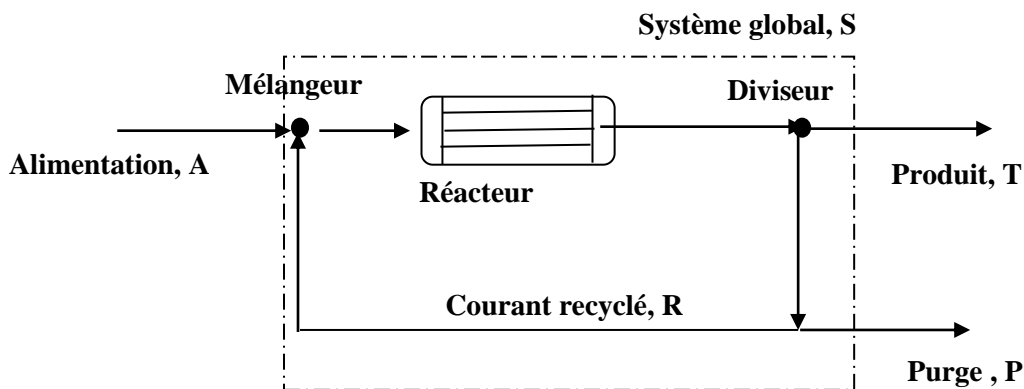 Système global, S
Mélangeur
Diviseur
Alimentation, A
Réacteur
Produit, T
Courant recyclé, R
Purge , P